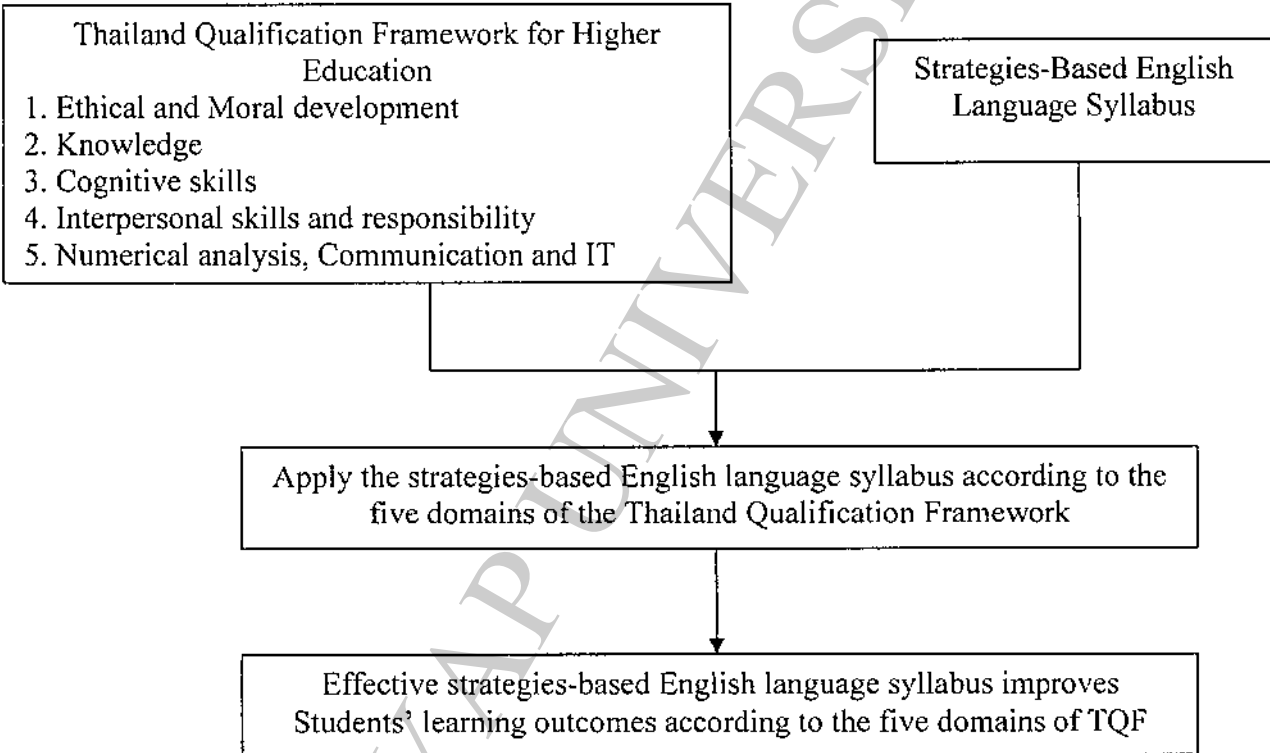 Thailand Qualification Framework for Higher
Education
1. Ethical and Moral development
2. Knowledge
3. Cognitive skills
4. Interpersonal skills and responsibility
5. Numerical analysis, Communication and IT
Strategies-Based English
Language Syllabus
Apply the strategies-based English language syllabus according to the
five domains of the Thailand Qualification Framework
Effective strategies-based English language syllabus improves
Students' learning outcomes according to the five domains of TQF
AP UNIVERS